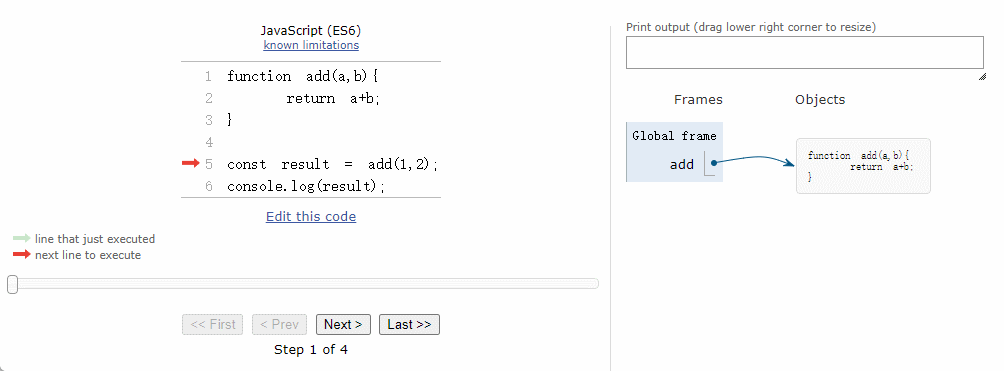 JavaScript (ES6)
known limitations
1 function add(a,b){
2 return a+b;
3 }
4
5 const result = add(1,2);
6 console.log(result);
Edit this code
line that just executed
next line to execute
<< First
< Prev
Next >
Last >>
Step 1 of 4
Print output (drag lower right corner to resize)
Frames
Objects
Global frame
add
function add(a,b){
return a+b;
}